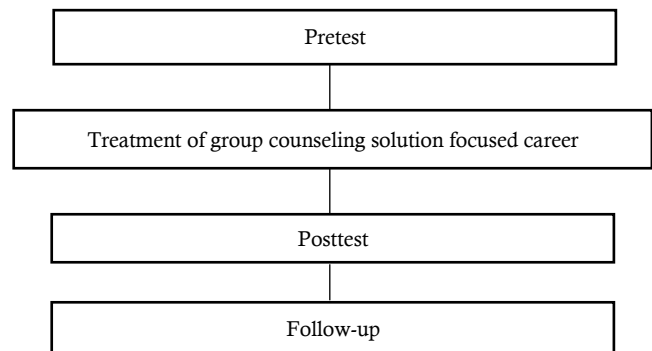 Pretest
Treatment of group counseling solution focused career
Posttest
Follow-up